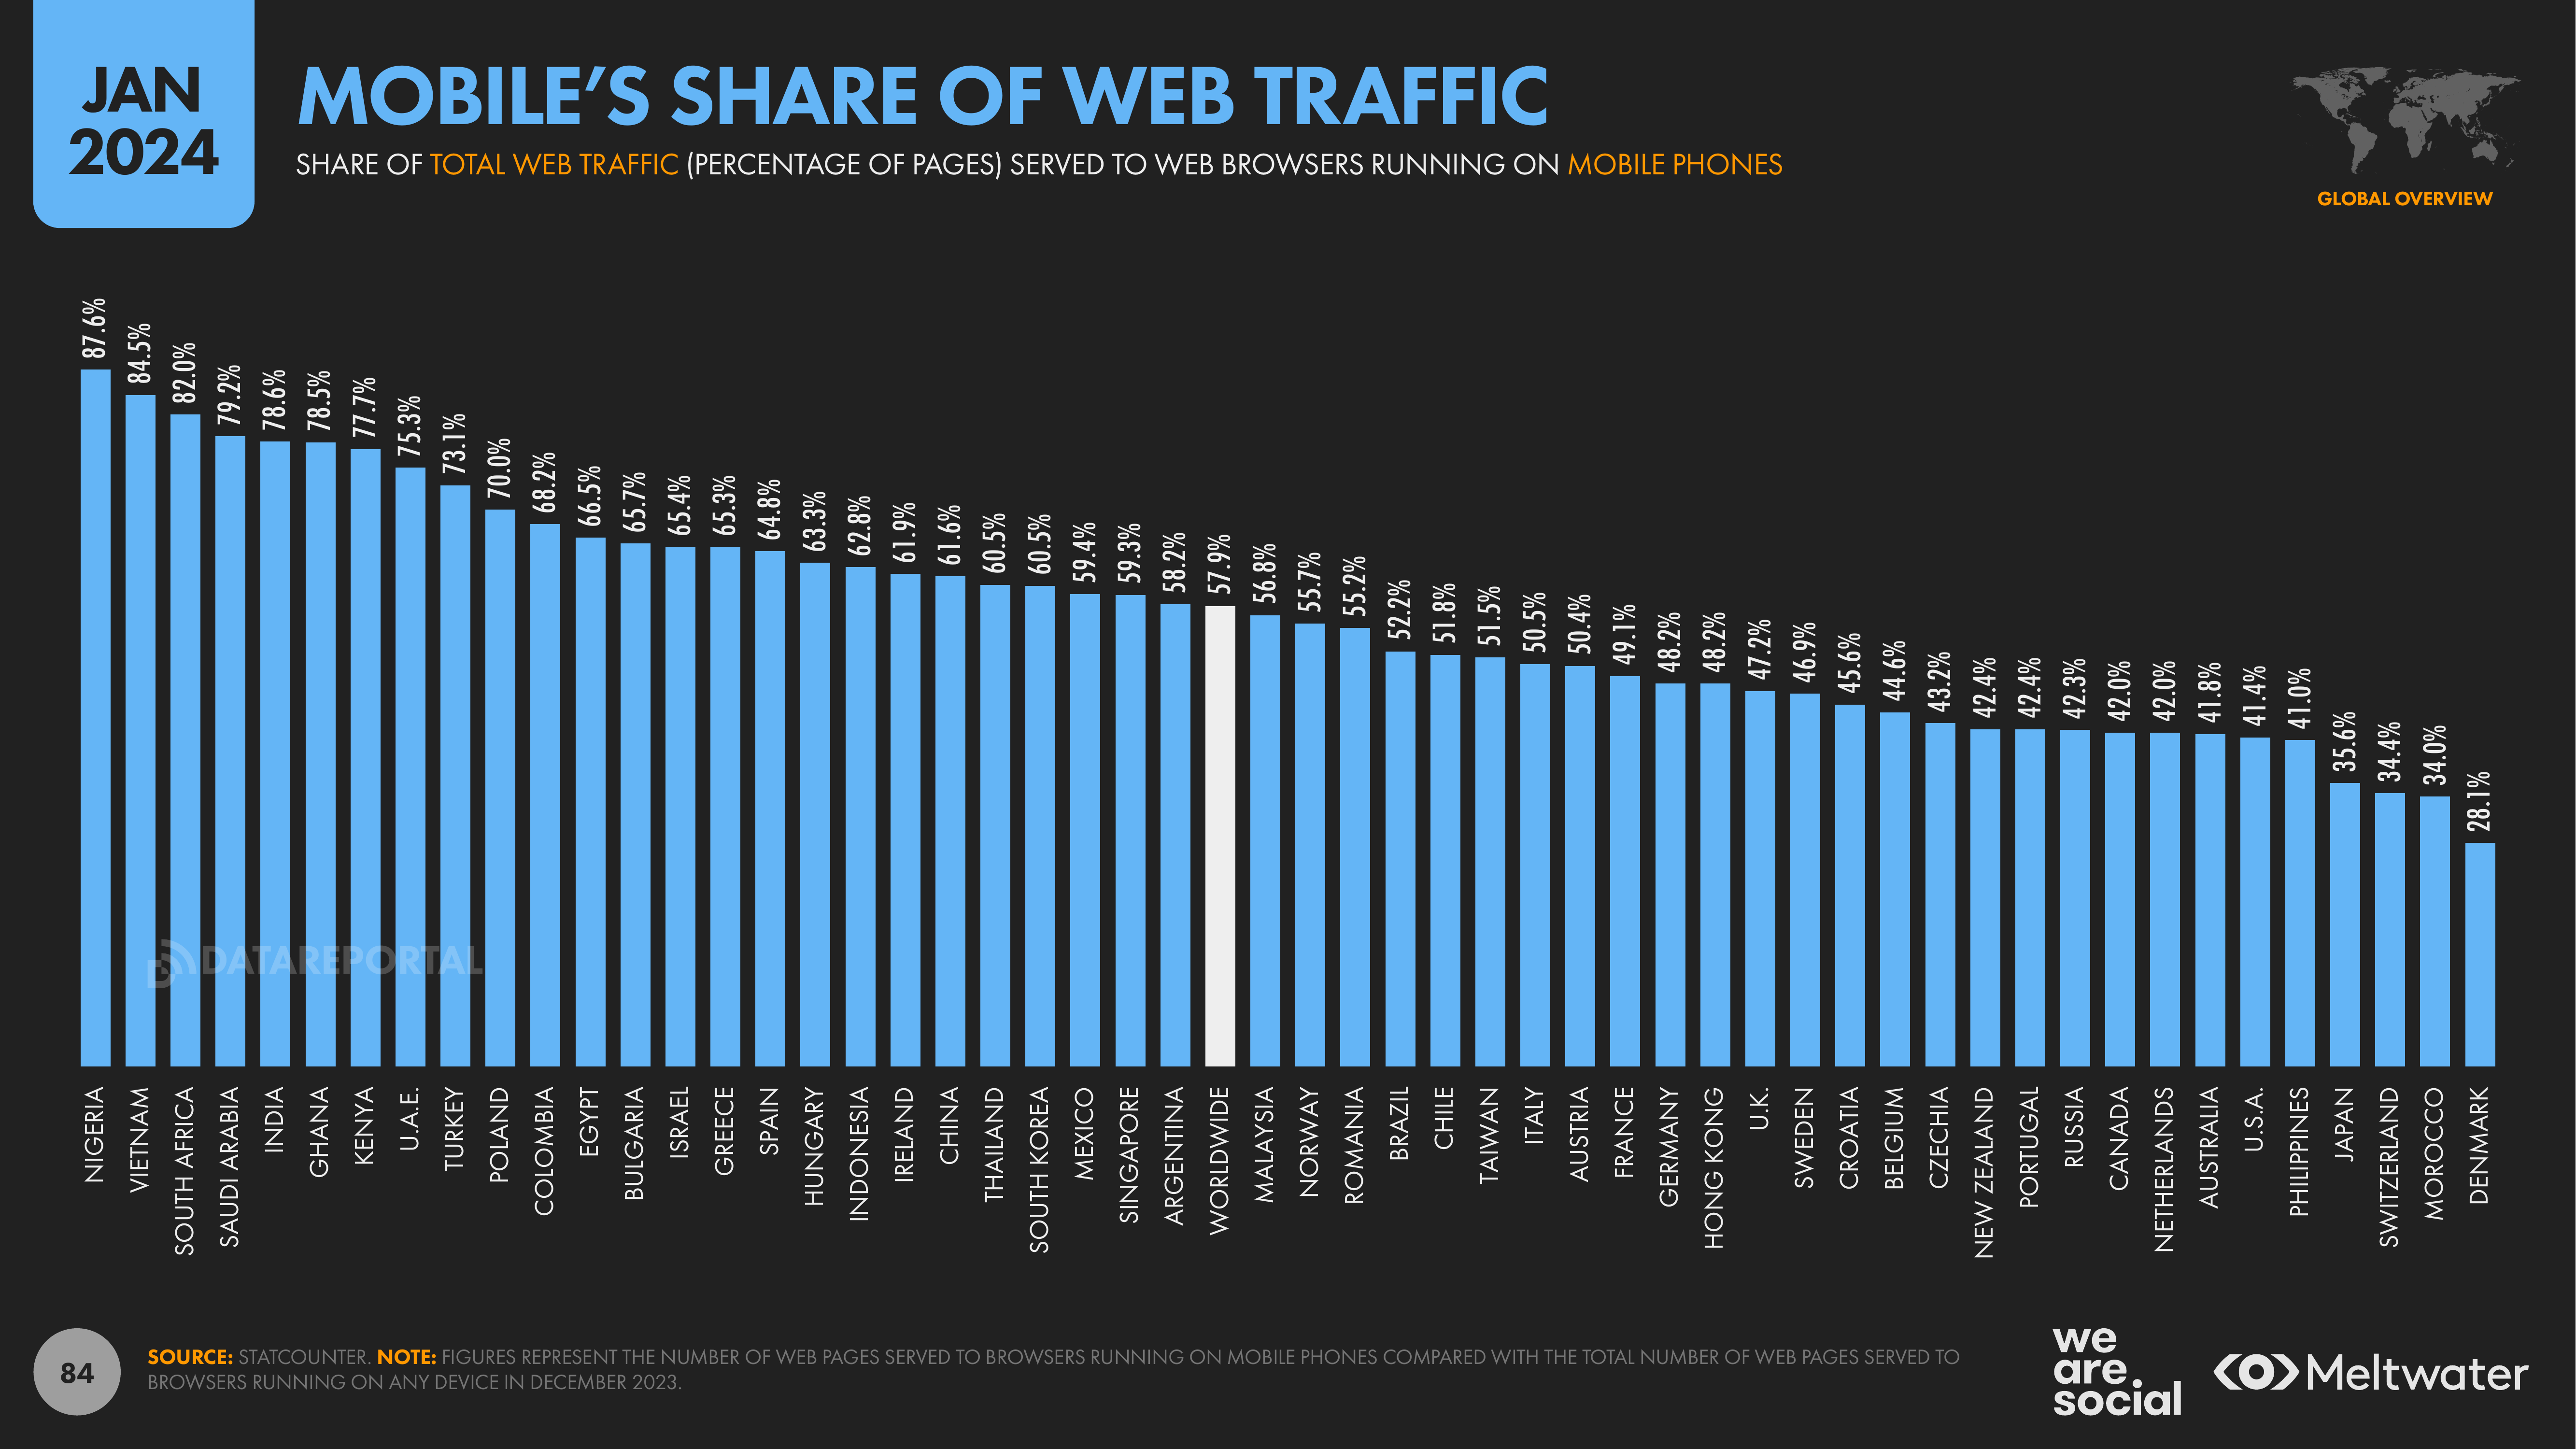 JAN
2024
MOBILE'S SHARE OF WEB TRAFFIC
SHARE OF TOTAL WEB TRAFFIC (PERCENTAGE OF PAGES) SERVED TO WEB BROWSERS RUNNING ON MOBILE PHONES
GLOBAL OVERVIEW
87.6%
84.5%
82.0%
79.2%
78.6%
78.5%
77.7%
75.3%
73.1%
70.0%
68.2%
66.5%
65.7%
65.4%
65.3%
64.8%
63.3%
62.8%
61.9%
61.6%
60.5%
60.5%
59.4%
59.3%
58.2%
57.9%
56.8%
55.7%
55.2%
52.2%
51.8%
51.5%
50.5%
50.4%
49.1%
48.2%
48.2%
47.2%
46.9%
45.6%
44.6%
43.2%
42.4%
42.4%
42.3%
42.0%
42.0%
41.8%
41.4%
41.0%
35.6%
34.4%
34.0%
28.1%
DATAREPORTAL
NIGERIA
VIETNAM
SOUTH AFRICA
SAUDI ARABIA
INDIA
GHANA
KENYA
U.A.E.
TURKEY
POLAND
COLOMBIA
EGYPT
BULGARIA
ISRAEL
GREECE
SPAIN
HUNGARY
INDONESIA
IRELAND
CHINA
THAILAND
SOUTH KOREA
MEXICO
SINGAPORE
ARGENTINA
WORLDWIDE
MALAYSIA
NORWAY
ROMANIA
BRAZIL
CHILE
TAIWAN
ITALY
AUSTRIA
FRANCE
GERMANY
HONG KONG
U.K.
SWEDEN
CROATIA
BELGIUM
CZECHIA
NEW ZEALAND
PORTUGAL
RUSSIA
CANADA
NETHERLANDS
AUSTRALIA
U.S.A.
PHILIPPINES
JAPAN
SWITZERLAND
MOROCCO
DENMARK
84
SOURCE: STATCOUNTER. NOTE: FIGURES REPRESENT THE NUMBER OF WEB PAGES SERVED TO BROWSERS RUNNING ON MOBILE PHONES COMPARED WITH THE TOTAL NUMBER OF WEB PAGES SERVED TO
BROWSERS RUNNING ON ANY DEVICE IN DECEMBER 2023.
we
are
social
Meltwater